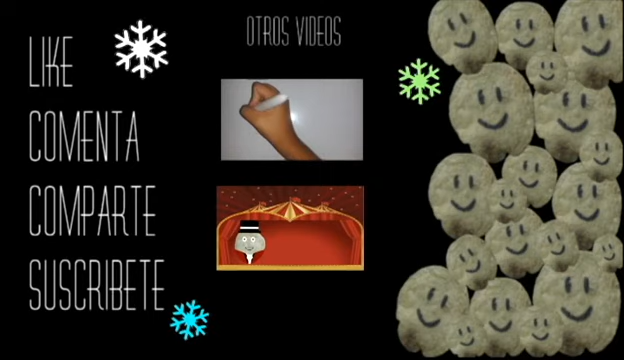 OTROS VIDEOS
LIKE
COMENTA
COMPARTE
SUSCRIBETE